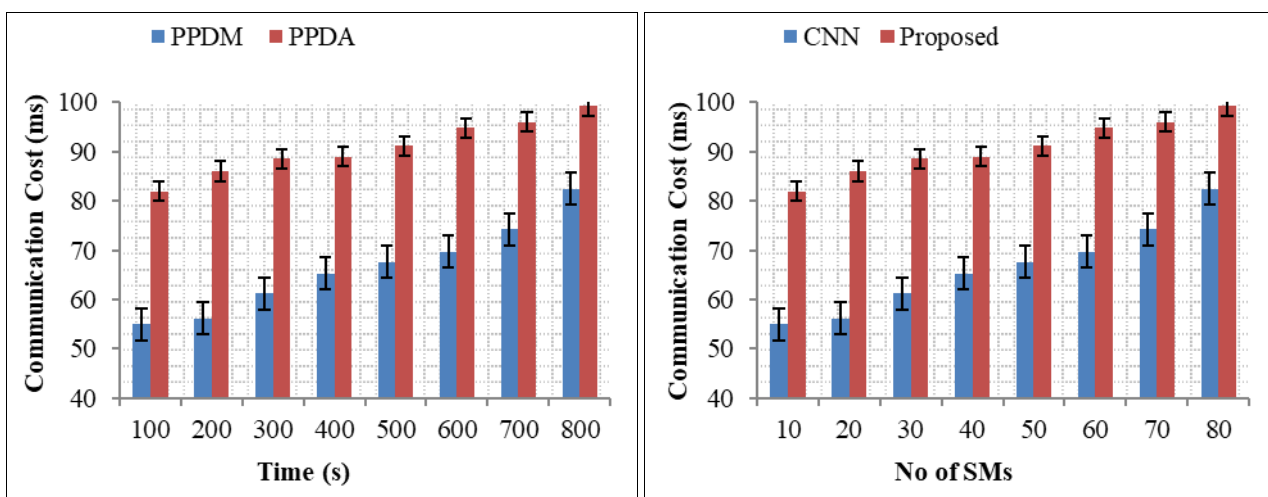 PPDM PPDA
Communication Cost (ms)
100
90
80
70
60
50
40
100 200 300 400 500 600 700 800
Time (s)
CNN Proposed
Communication Cost (ms)
100
90
80
70
60
50
40
10 20 30 40 50 60 70 80
No of SMs